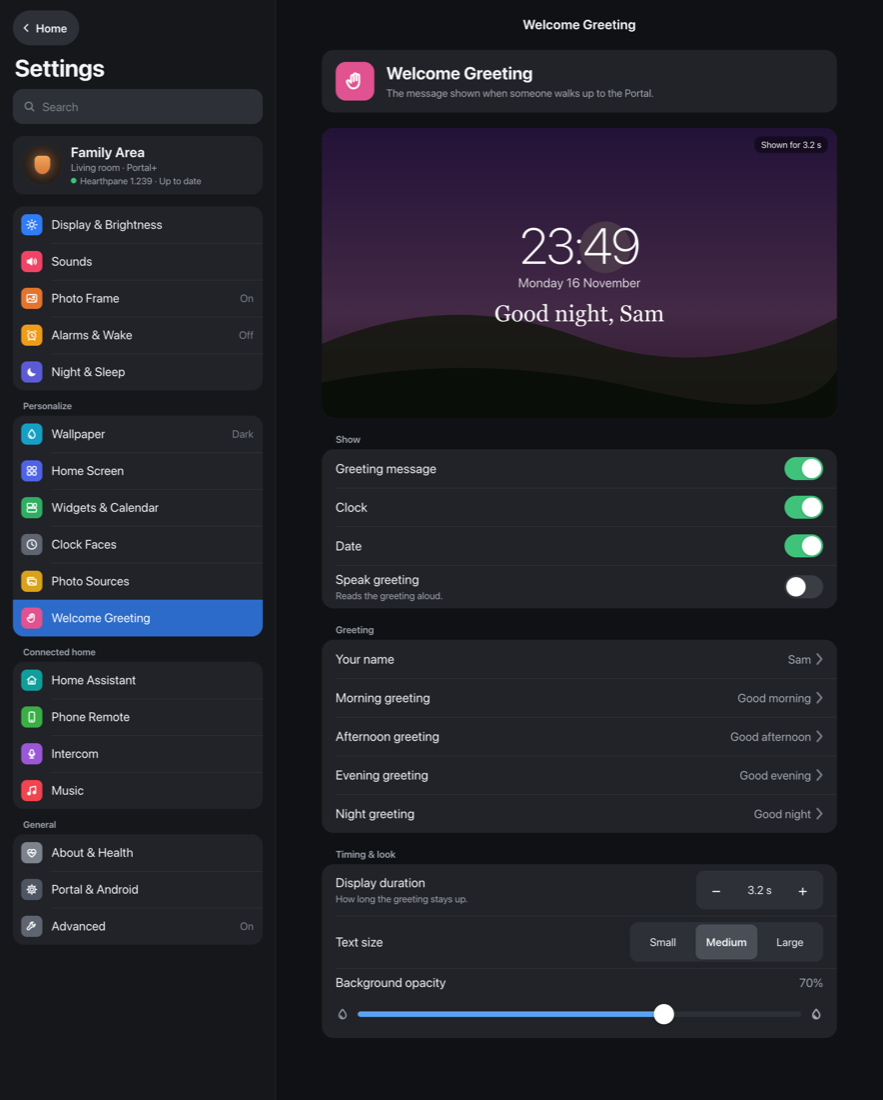 Home
Settings
Search
Family Area
Living room · Portal+
Hearthpane 1.239 · Up to date
Display & Brightness
Sounds
Photo Frame On
Alarms & Wake Off
Night & Sleep
Personalize
Wallpaper Dark
Home Screen
Widgets & Calendar
Clock Faces
Photo Sources
Welcome Greeting
Connected home
Home Assistant
Phone Remote
Intercom
Music
General
About & Health
Portal & Android
Advanced On
Welcome Greeting
Welcome Greeting
The message shown when someone walks up to the Portal.
Shown for 3.2 s
23:49
Monday 16 November
Good night, Sam
Show
Greeting message
Clock
Date
Speak greeting
Reads the greeting aloud.
Greeting
Your name Sam
Morning greeting Good morning
Afternoon greeting Good afternoon
Evening greeting Good evening
Night greeting Good night
Timing & look
Display duration
How long the greeting stays up.
− 3.2 s +
Text size Small Medium Large
Background opacity 70%